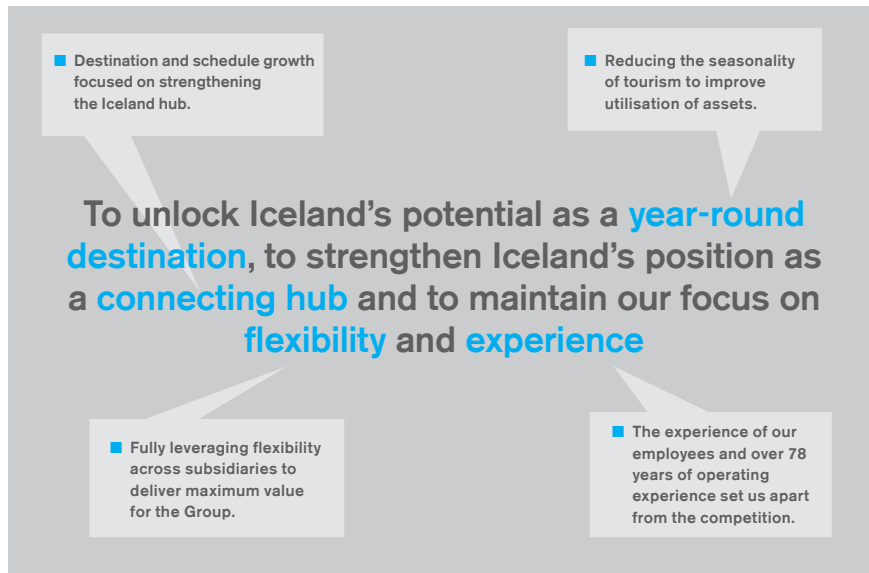 Destination and schedule growth
focused on strengthening
the Iceland hub.
Reducing the seasonality
of tourism to improve
utilisation of assets.
To unlock Iceland’s potential as a year-round
destination, to strengthen Iceland’s position as
a connecting hub and to maintain our focus on
flexibility and experience
Fully leveraging flexibility
across subsidiaries to
deliver maximum value
for the Group.
The experience of our
employees and over 78
years of operating
experience set us apart
from the competition.